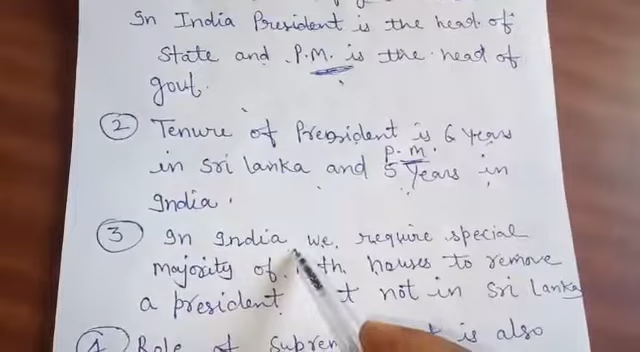 In India President is the head of
State and P.M. is the head of
govt.
② Tenure of President is 6 years
P.M.
in Sri lanka and 5 years in
India.
③ In India we require special
majority of th houses to remove
a president t not in Sri Lanka
④ Role of Suprem t is also